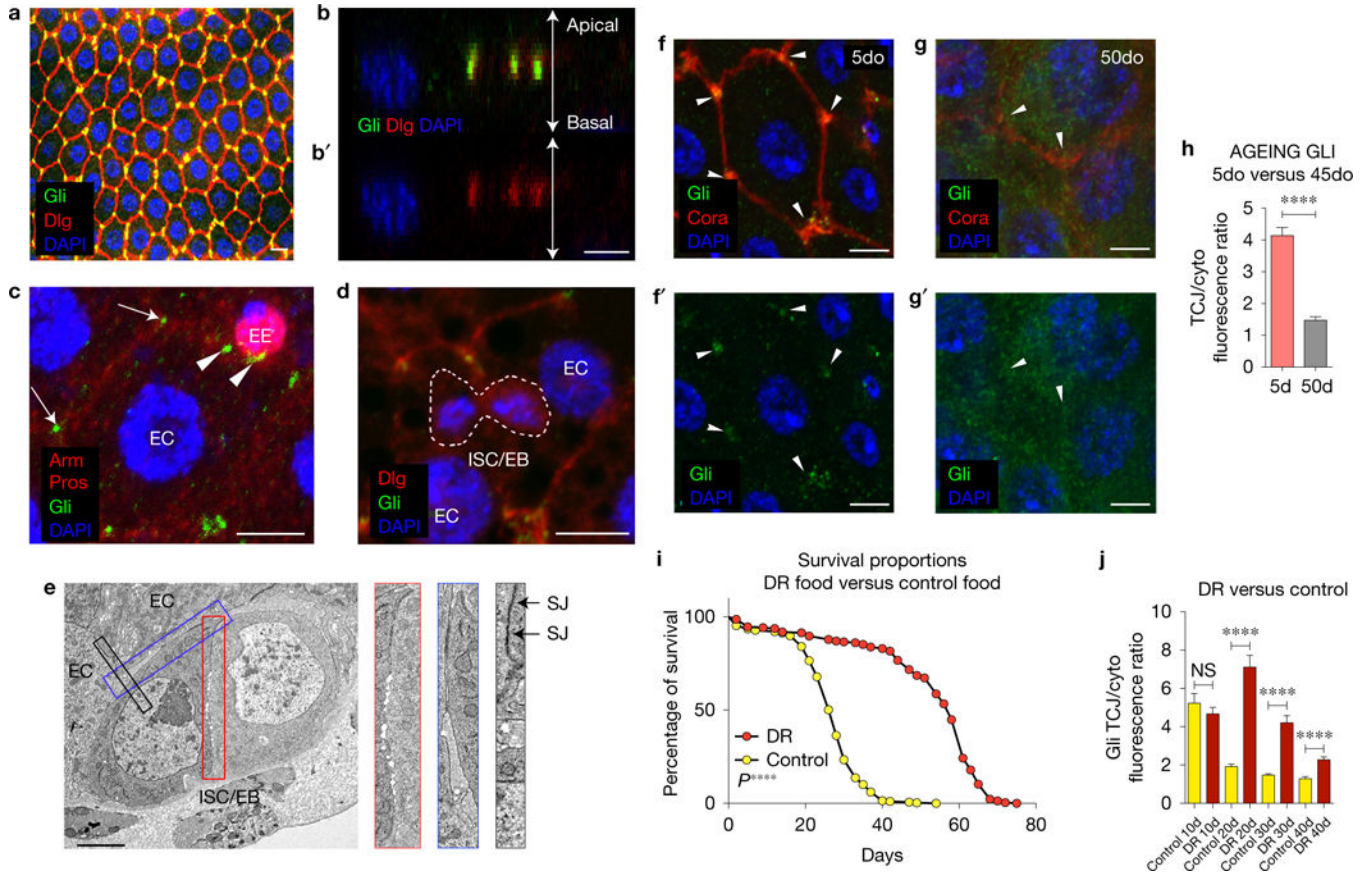 a
Gli
Dlg
DAPI
b
Apical
Gli Dlg DAPI
Basal
b′
c
EE
EC
Arm
Pros
Gli
DAPI
d
EC
ISC/EB
Dlg
Gli
DAPI
EC
e
EC
EC
ISC/EB
SJ
SJ
f
5do
Gli
Cora
DAPI
g
50do
Gli
Cora
DAPI
f′
Gli
DAPI
g′
Gli
DAPI
h
AGEING GLI
5do versus 45do
****
TCJ/cyto
fluorescence ratio
5
4
3
2
1
0
5d 50d
i
Survival proportions
DR food versus control food
Percentage of survival
100
50
0
DR
Control
P****
0 20 40 60 80
Days
j
DR versus control
Gli TCJ/cyto
fluorescence ratio
10
8
6
4
2
0
NS
****
****
****
Control 10d
DR 10d
Control 20d
DR 20d
Control 30d
DR 30d
Control 40d
DR 40d